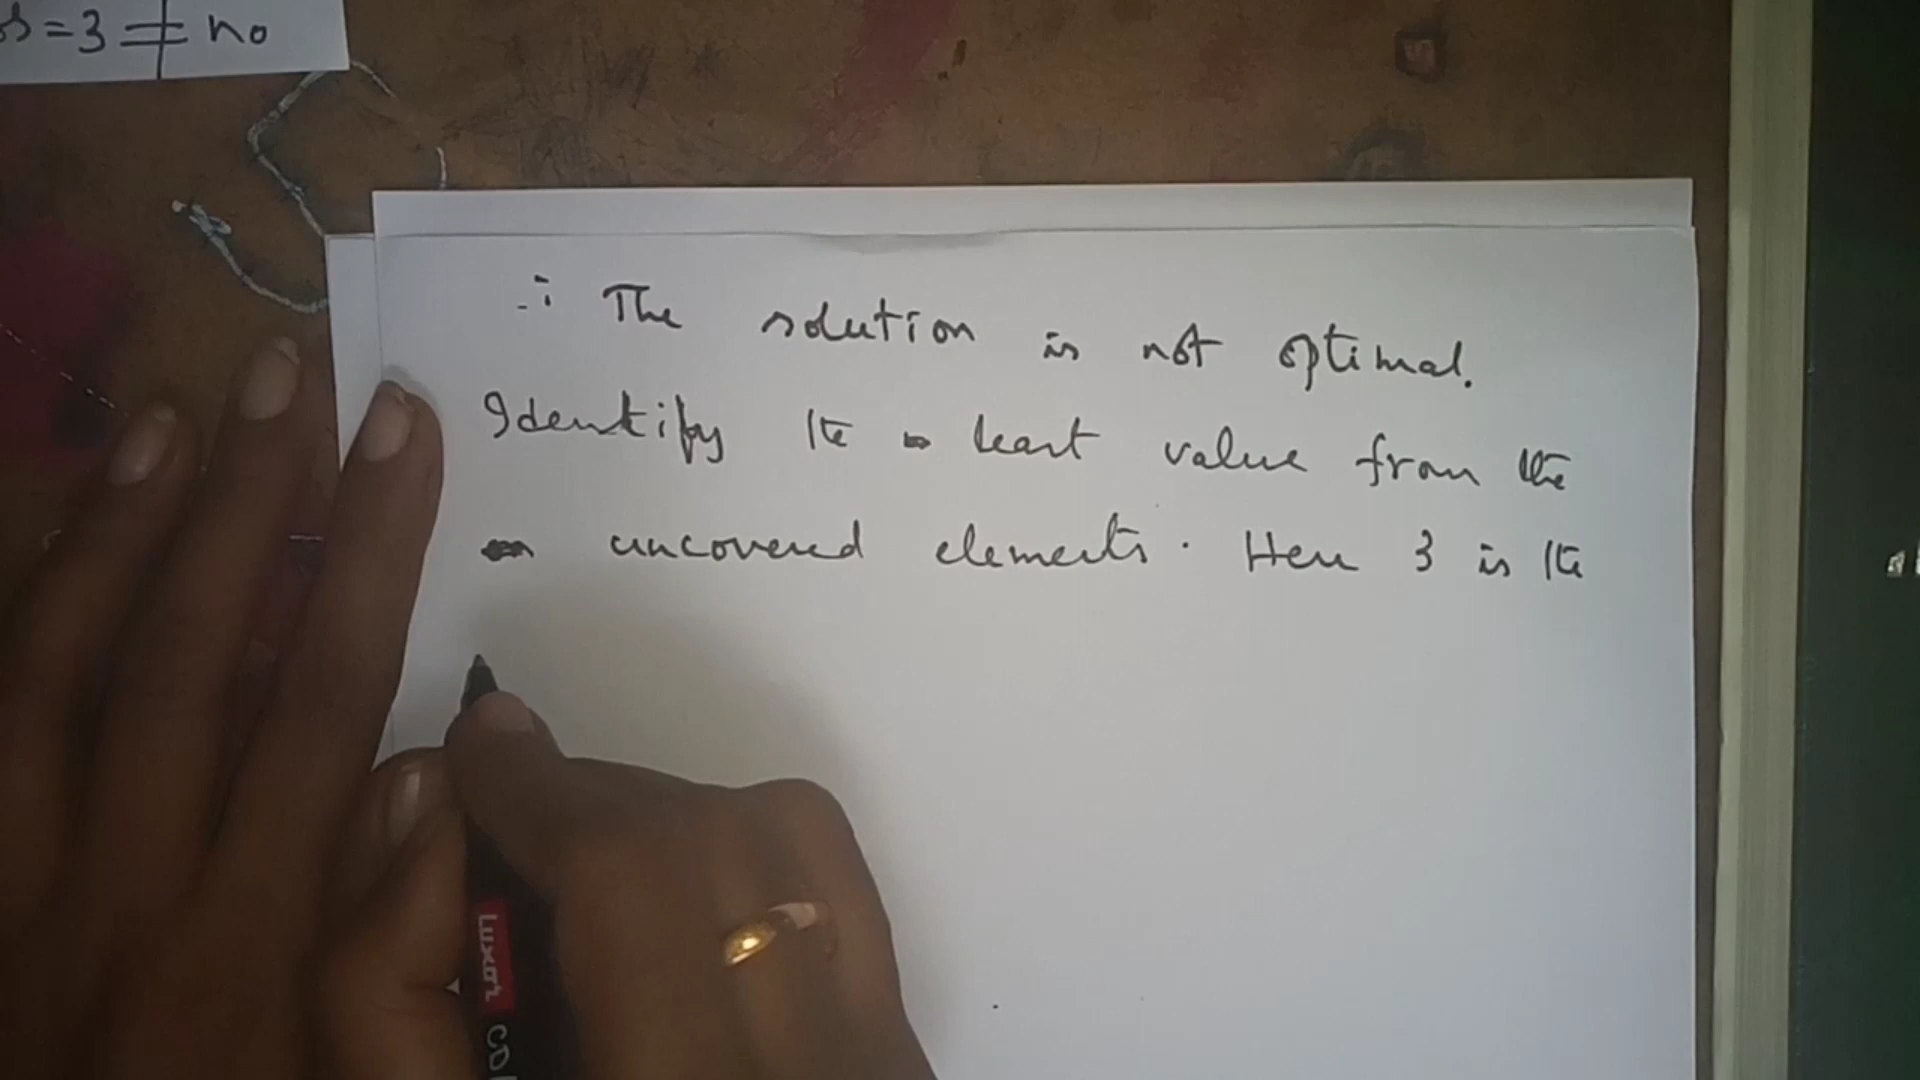 =3 ≠ no
∴ The solution is not optimal.
Identify the least value from the
uncovered elements. Here 3 is the
Luxor
CD